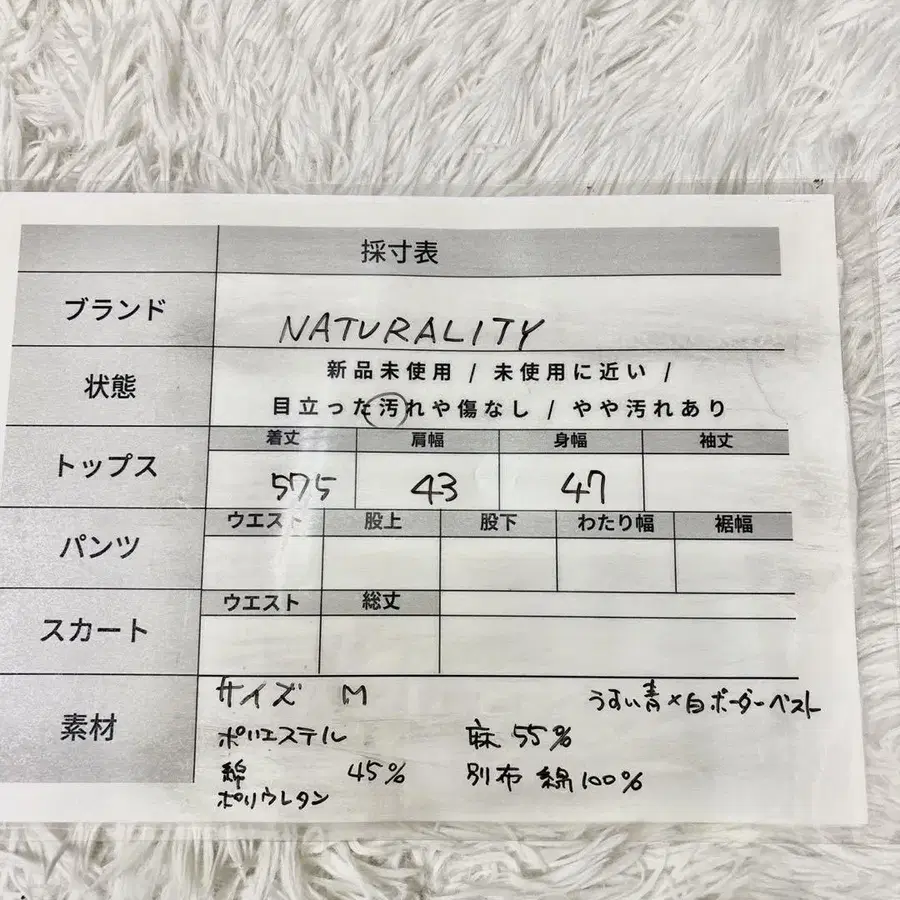 採寸表
ブランド NATURALITY
状態 新品未使用 / 未使用に近い /
目立った汚れや傷なし / やや汚れあり
トップス 着丈 肩幅 身幅 袖丈
575 43 47
パンツ ウエスト 股上 股下 わたり幅 裾幅
スカート ウエスト 総丈
素材 サイズ M うすい青×白ボーダーベスト
ポリエステル 麻 55%
綿 45% 別布 綿100%
ポリウレタン